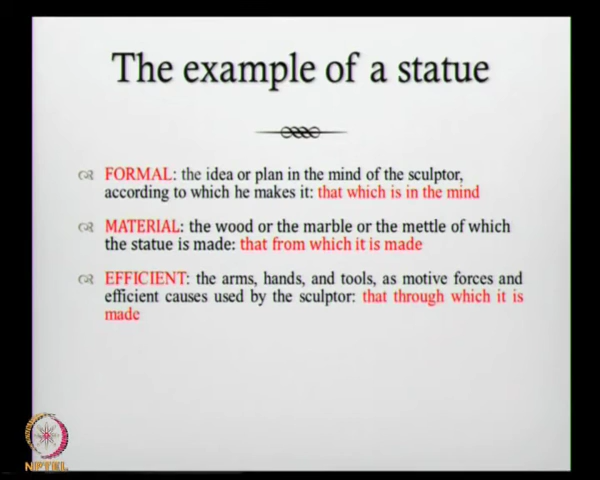 The example of a statue
FORMAL: the idea or plan in the mind of the sculptor,
according to which he makes it: that which is in the mind
MATERIAL: the wood or the marble or the mettle of which
the statue is made: that from which it is made
EFFICIENT: the arms, hands, and tools, as motive forces and
efficient causes used by the sculptor: that through which it is
made
NPTEL